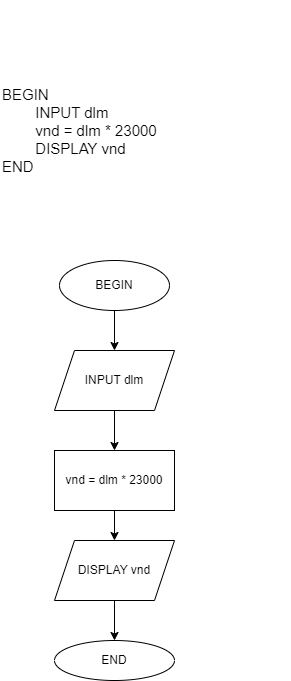 BEGIN
INPUT dlm
vnd = dlm * 23000
DISPLAY vnd
END
BEGIN
INPUT dlm
vnd = dlm * 23000
DISPLAY vnd
END